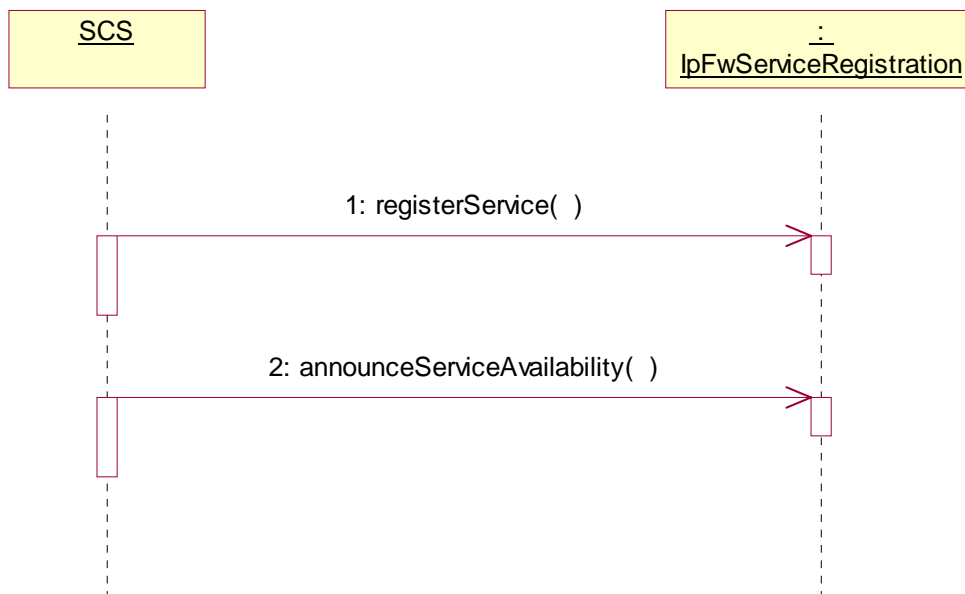 SCS
:
IpFwServiceRegistration
1: registerService( )
2: announceServiceAvailability( )